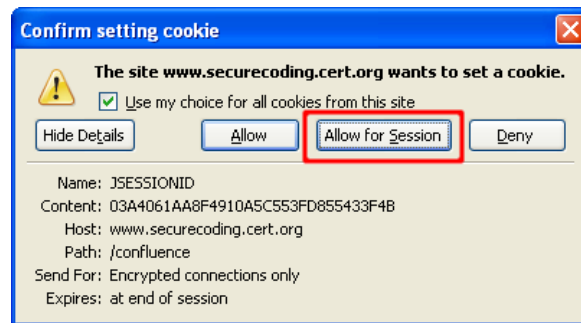 Confirm setting cookie
The site www.securecoding.cert.org wants to set a cookie.
Use my choice for all cookies from this site
Hide Details Allow Allow for Session Deny
Name: JSESSIONID
Content: 03A4061AA8F4910A5C553FD855433F4B
Host: www.securecoding.cert.org
Path: /confluence
Send For: Encrypted connections only
Expires: at end of session